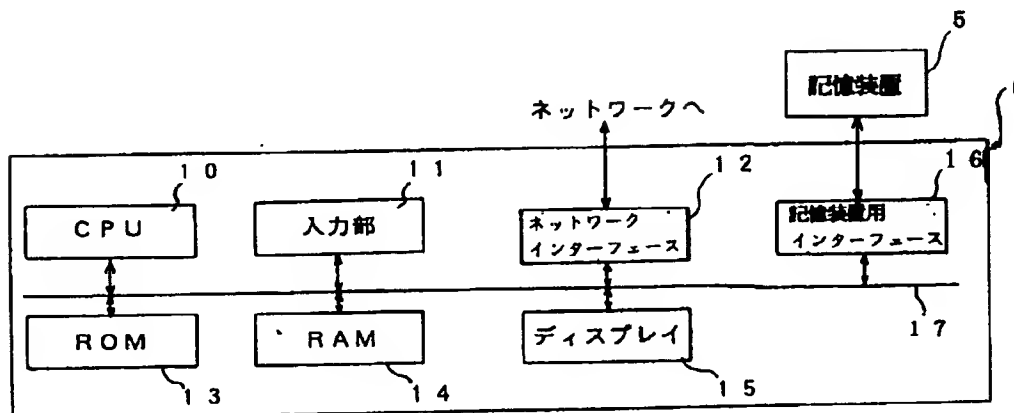 5
記憶装置
ネットワークへ
10
11
12
16
CPU
入力部
ネットワーク
インターフェース
記憶装置用
インターフェース
17
ROM
RAM
ディスプレイ
13
14
15